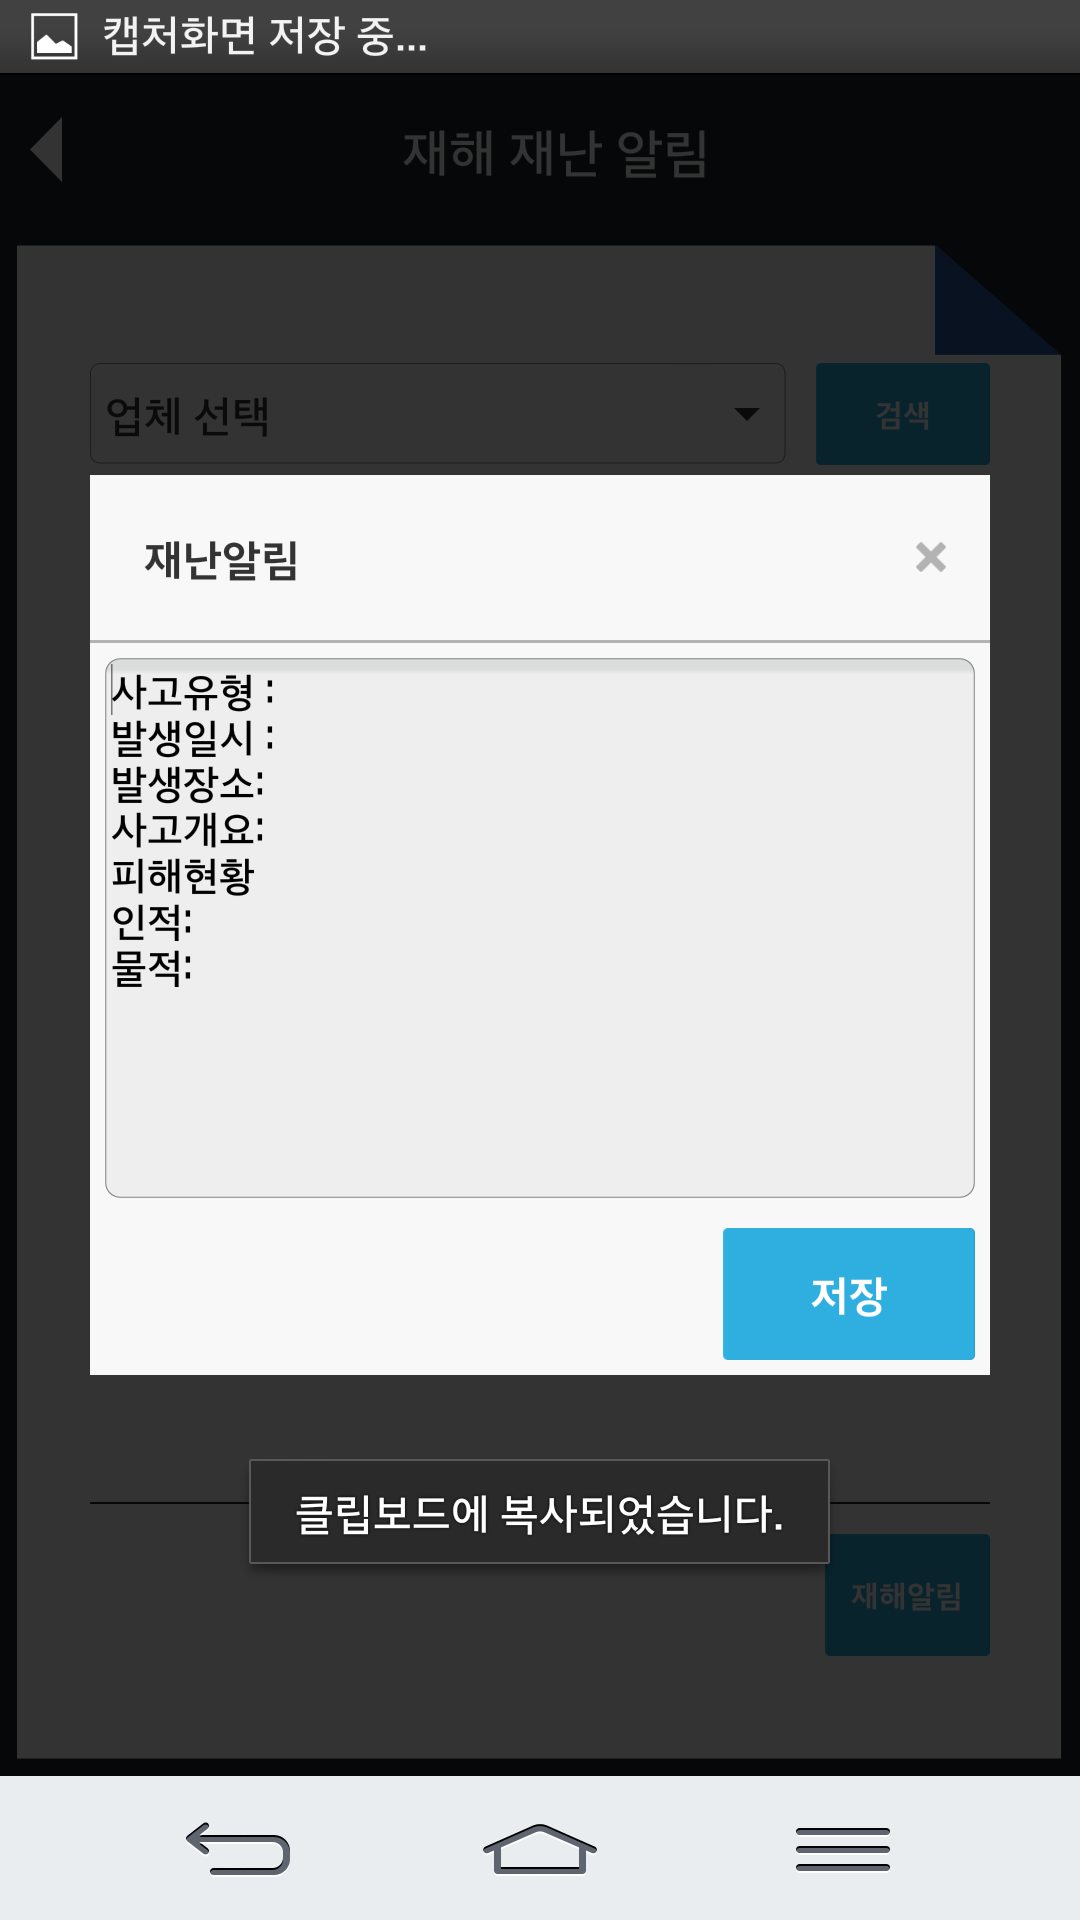 캡처화면 저장 중...
재해 재난 알림
업체 선택
검색
재난알림
사고유형 :
발생일시 :
발생장소:
사고개요:
피해현황
인적:
물적:
저장
클립보드에 복사되었습니다.
재해알림